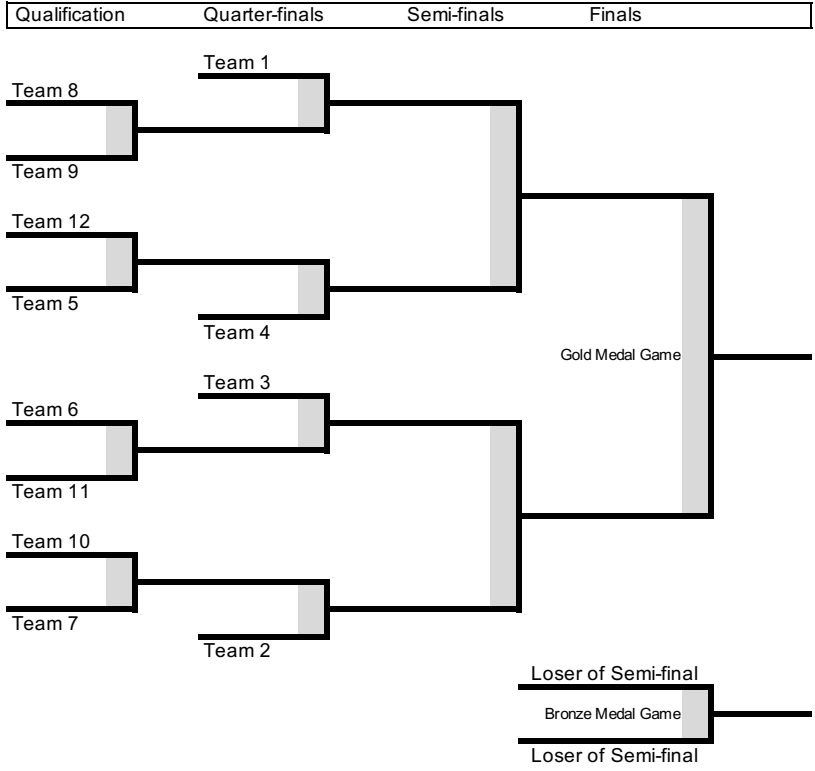 Qualification Quarter-finals Semi-finals Finals
Team 1
Team 8
Team 9
Team 12
Team 5
Team 4
Gold Medal Game
Team 3
Team 6
Team 11
Team 10
Team 7
Team 2
Loser of Semi-final
Bronze Medal Game
Loser of Semi-final